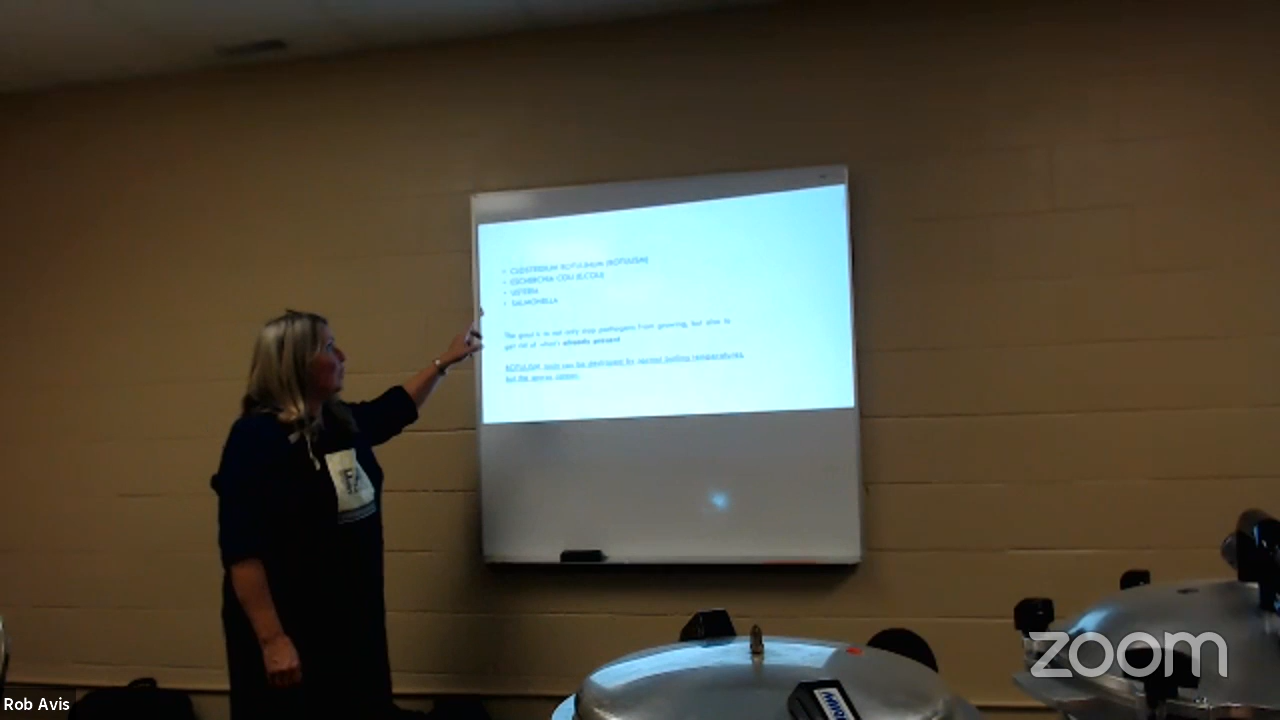 • CLOSTRIDIUM BOTULINUM (BOTULISM)
• ESCHERICHIA COLI (E.COLI)
• LISTERIA
• SALMONELLA
The goal is to not only stop pathogens from growing, but also to
get rid of what's already present
BOTULISM toxin can be destroyed by normal boiling temperatures,
but the spores
zoom
Rob Avis